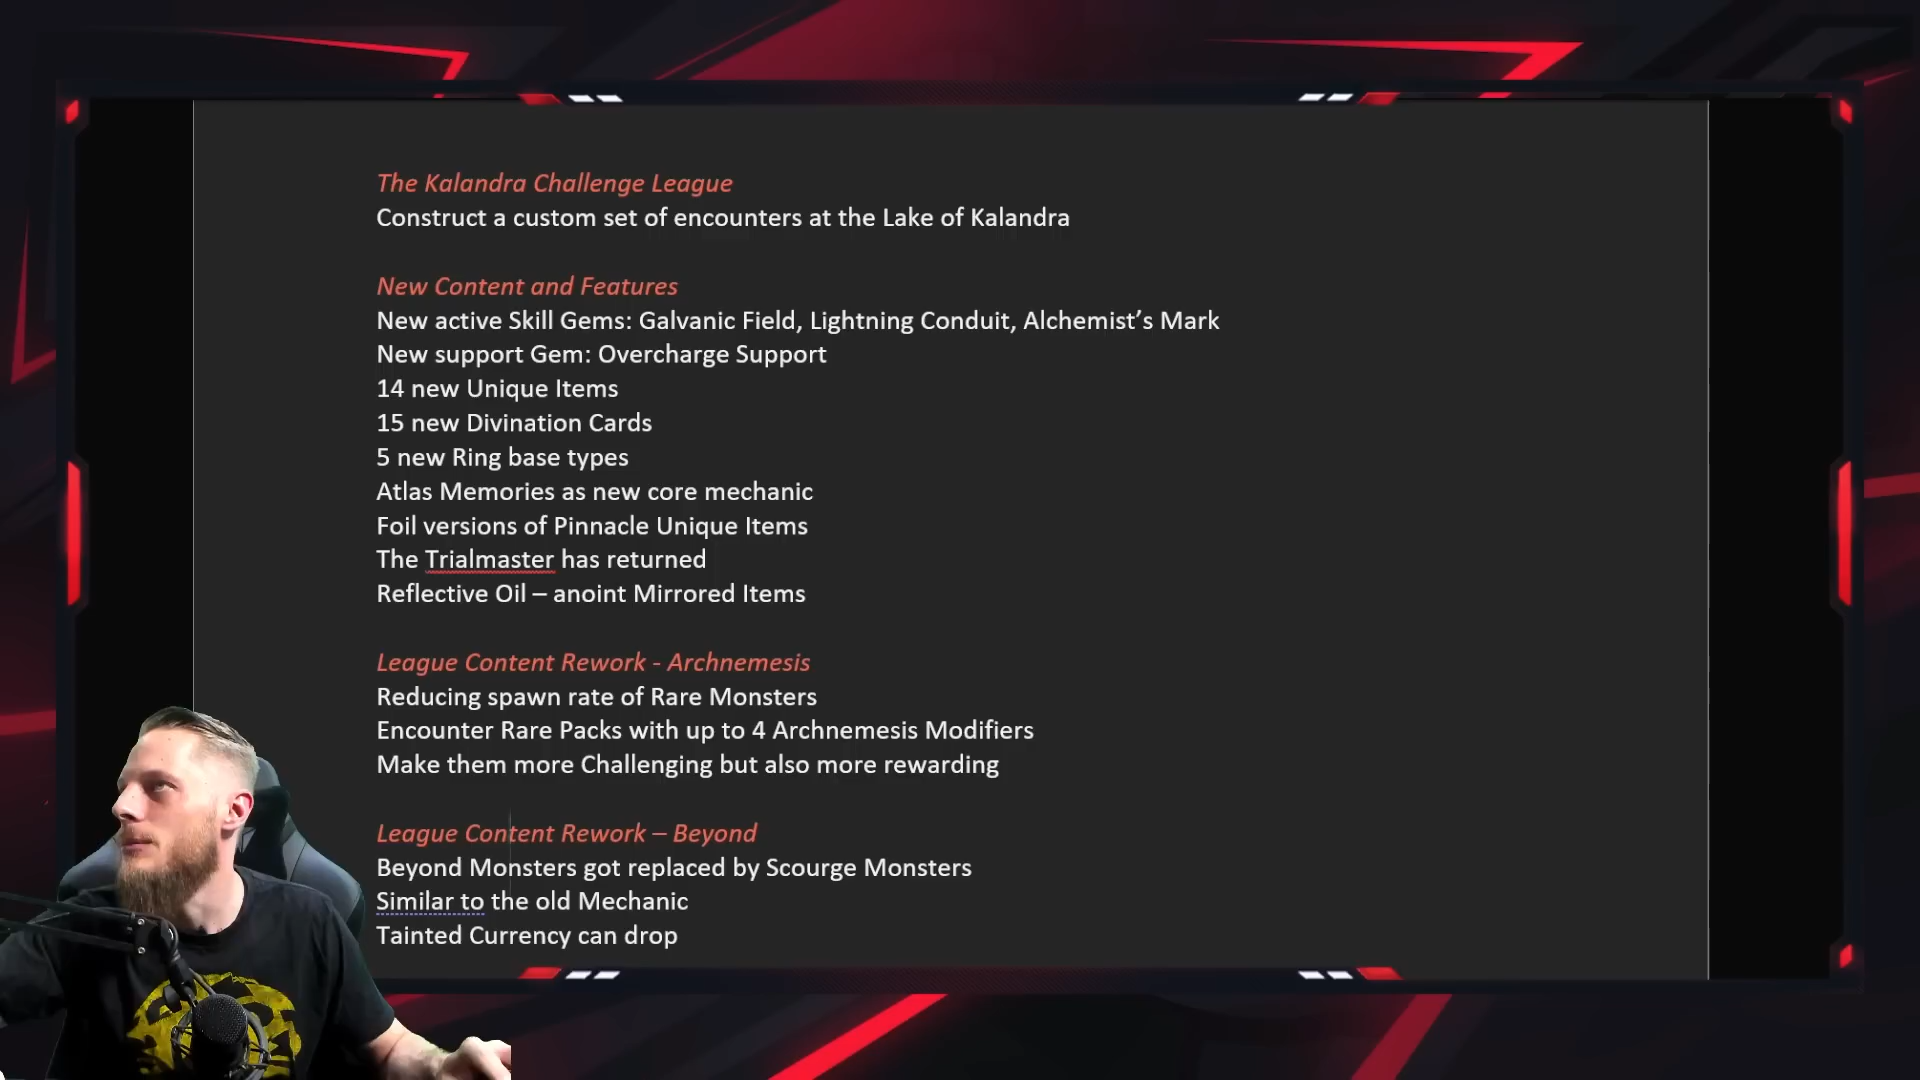 The Kalandra Challenge League
Construct a custom set of encounters at the Lake of Kalandra
New Content and Features
New active Skill Gems: Galvanic Field, Lightning Conduit, Alchemist’s Mark
New support Gem: Overcharge Support
14 new Unique Items
15 new Divination Cards
5 new Ring base types
Atlas Memories as new core mechanic
Foil versions of Pinnacle Unique Items
The Trialmaster has returned
Reflective Oil – anoint Mirrored Items
League Content Rework - Archnemesis
Reducing spawn rate of Rare Monsters
Encounter Rare Packs with up to 4 Archnemesis Modifiers
Make them more Challenging but also more rewarding
League Content Rework – Beyond
Beyond Monsters got replaced by Scourge Monsters
Similar to the old Mechanic
Tainted Currency can drop